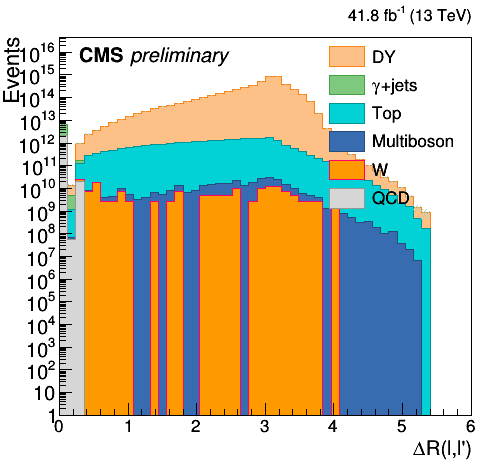 41.8 fb⁻¹ (13 TeV)
Events
CMS preliminary
DY
γ+jets
Top
Multiboson
W
QCD
10¹⁶
10¹⁵
10¹⁴
10¹³
10¹²
10¹¹
10¹⁰
10⁹
10⁸
10⁷
10⁶
10⁵
10⁴
10³
10²
10
1
0 1 2 3 4 5 6
ΔR(l,l')